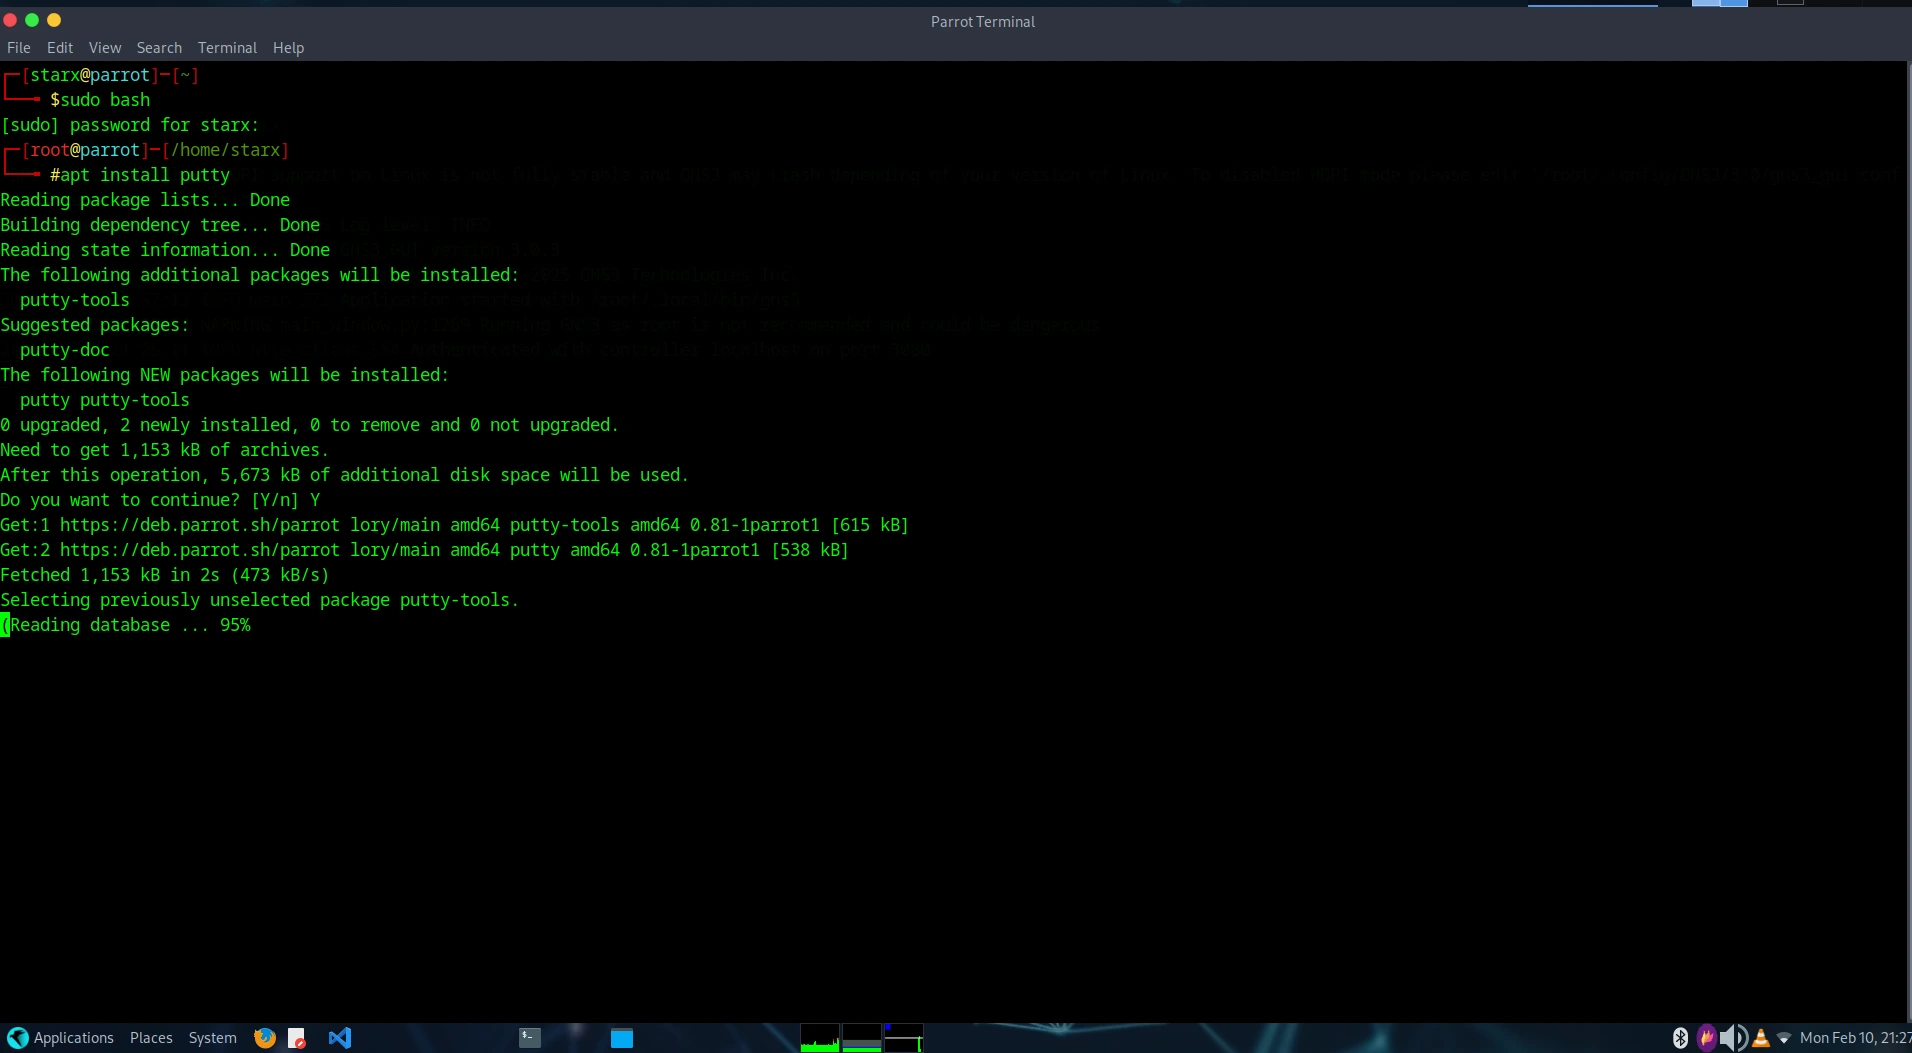 Parrot Terminal
File Edit View Search Terminal Help
┌─[starx@parrot]─[~]
└──╼ $sudo bash
[sudo] password for starx:
┌─[root@parrot]─[/home/starx]
└──╼ #apt install putty
Reading package lists... Done
Building dependency tree... Done
Reading state information... Done
The following additional packages will be installed:
putty-tools
Suggested packages:
putty-doc
The following NEW packages will be installed:
putty putty-tools
0 upgraded, 2 newly installed, 0 to remove and 0 not upgraded.
Need to get 1,153 kB of archives.
After this operation, 5,673 kB of additional disk space will be used.
Do you want to continue? [Y/n] Y
Get:1 https://deb.parrot.sh/parrot lory/main amd64 putty-tools amd64 0.81-1parrot1 [615 kB]
Get:2 https://deb.parrot.sh/parrot lory/main amd64 putty amd64 0.81-1parrot1 [538 kB]
Fetched 1,153 kB in 2s (473 kB/s)
Selecting previously unselected package putty-tools.
(Reading database ... 95%
Applications Places System Mon Feb 10, 21:27